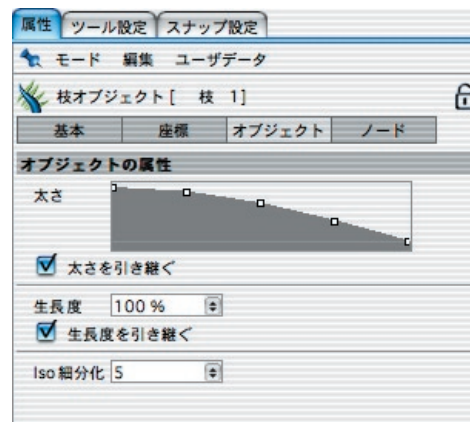 属性 ツール設定 スナップ設定
モード 編集 ユーザデータ
枝オブジェクト [ 枝 1]
基本 座標 オブジェクト ノード
オブジェクトの属性
太さ
太さを引き継ぐ
生長度 100 %
生長度を引き継ぐ
Iso 細分化 5